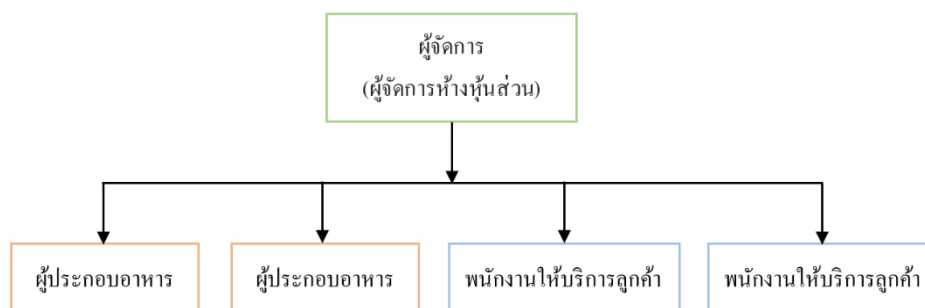 ผู้จัดการ
(ผู้จัดการห้างหุ้นส่วน)
ผู้ประกอบอาหาร
ผู้ประกอบอาหาร
พนักงานให้บริการลูกค้า
พนักงานให้บริการลูกค้า